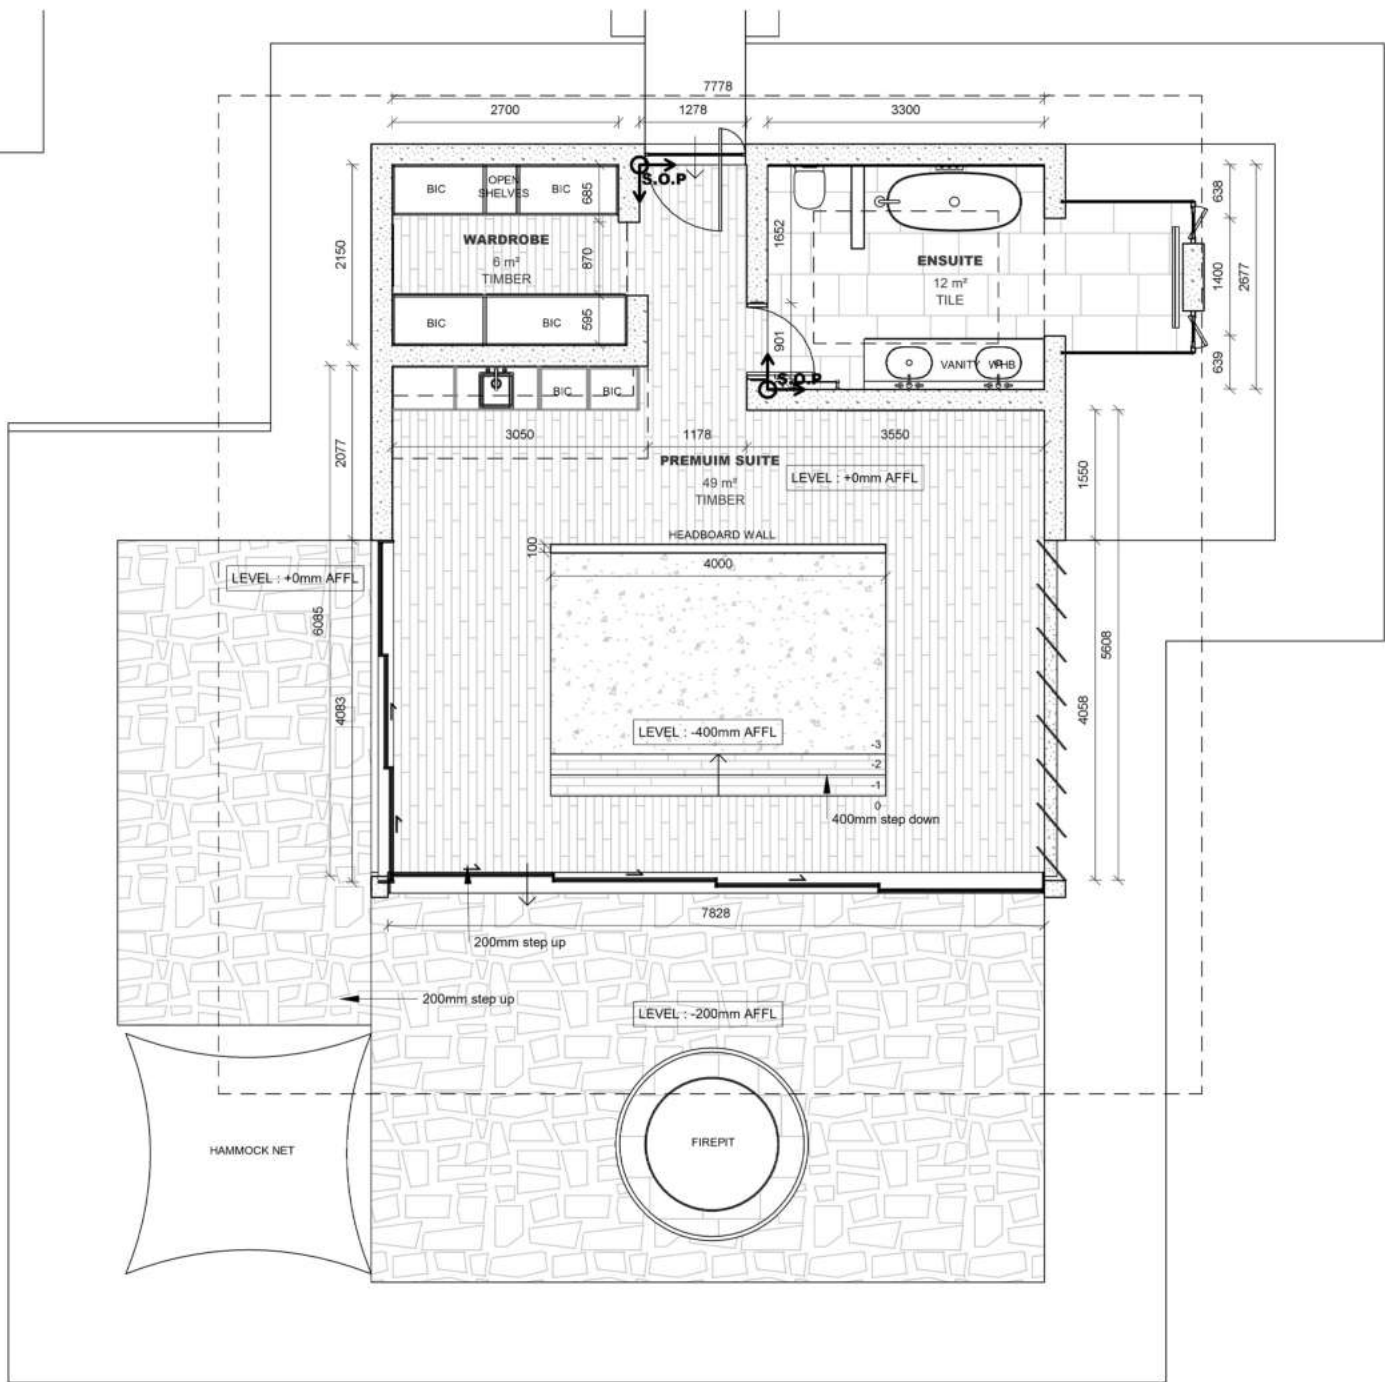 7778
2700
1278
3300
BIC
OPEN
SHELVES
BIC
685
S.O.P
638
WARDROBE
6 m²
TIMBER
870
2150
1652
ENSUITE
12 m²
TILE
1400
2677
BIC
BIC
595
901
VANITY WHB
639
S.O.P
BIC
BIC
3050
1178
3550
2077
PREMUIM SUITE
49 m²
TIMBER
LEVEL : +0mm AFFL
1550
HEADBOARD WALL
100
4000
LEVEL : +0mm AFFL
6085
5608
4083
4058
LEVEL : -400mm AFFL
-3
-2
-1
0
400mm step down
7828
200mm step up
200mm step up
LEVEL : -200mm AFFL
HAMMOCK NET
FIREPIT